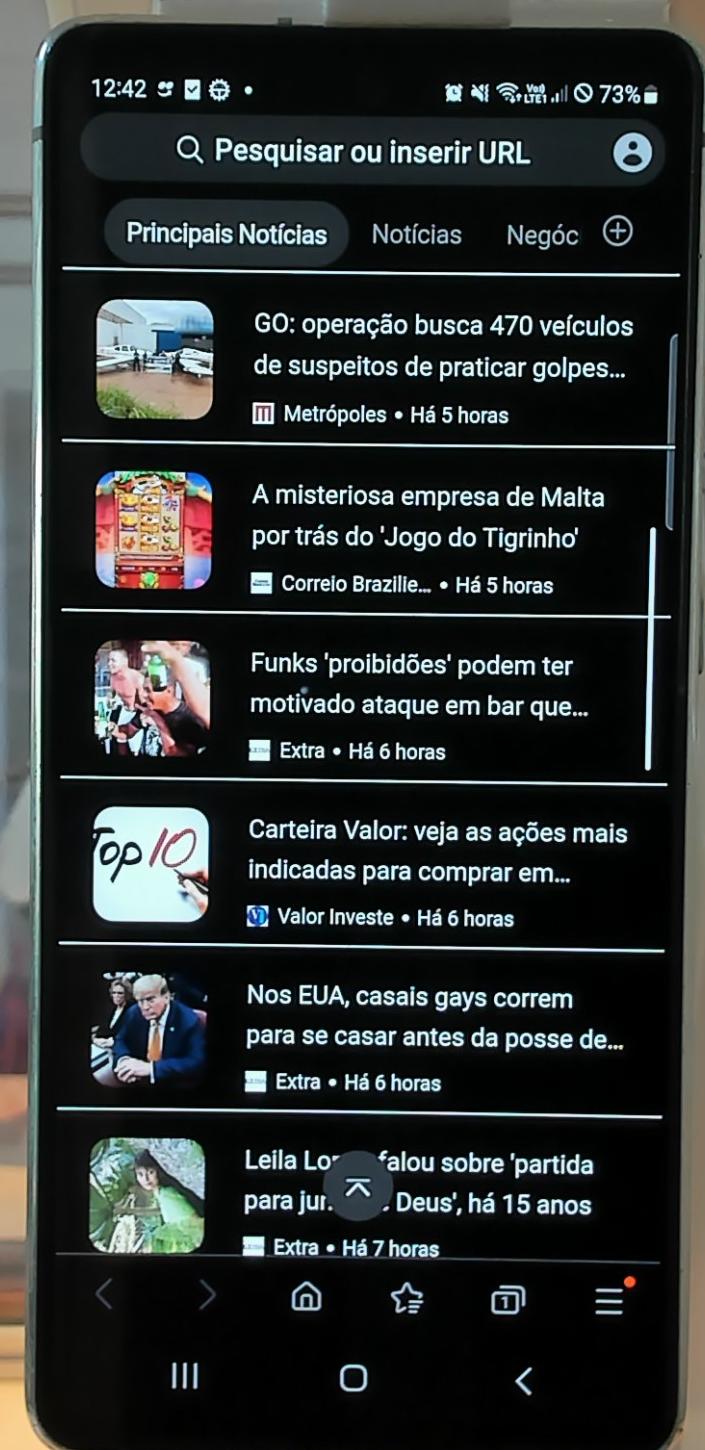 12:42
Vo))
LTE1
73%
Pesquisar ou inserir URL
Principais Notícias
Notícias
Negóc
GO: operação busca 470 veículos
de suspeitos de praticar golpes...
Metrópoles • Há 5 horas
A misteriosa empresa de Malta
por trás do 'Jogo do Tigrinho'
Correio Brazilie... • Há 5 horas
Funks 'proibidões' podem ter
motivado ataque em bar que...
Extra • Há 6 horas
Top 10
Carteira Valor: veja as ações mais
indicadas para comprar em...
Valor Investe • Há 6 horas
Nos EUA, casais gays correm
para se casar antes da posse de...
Extra • Há 6 horas
Leila falou sobre 'partida
para Deus', há 15 anos
Extra • Há 7 horas
1